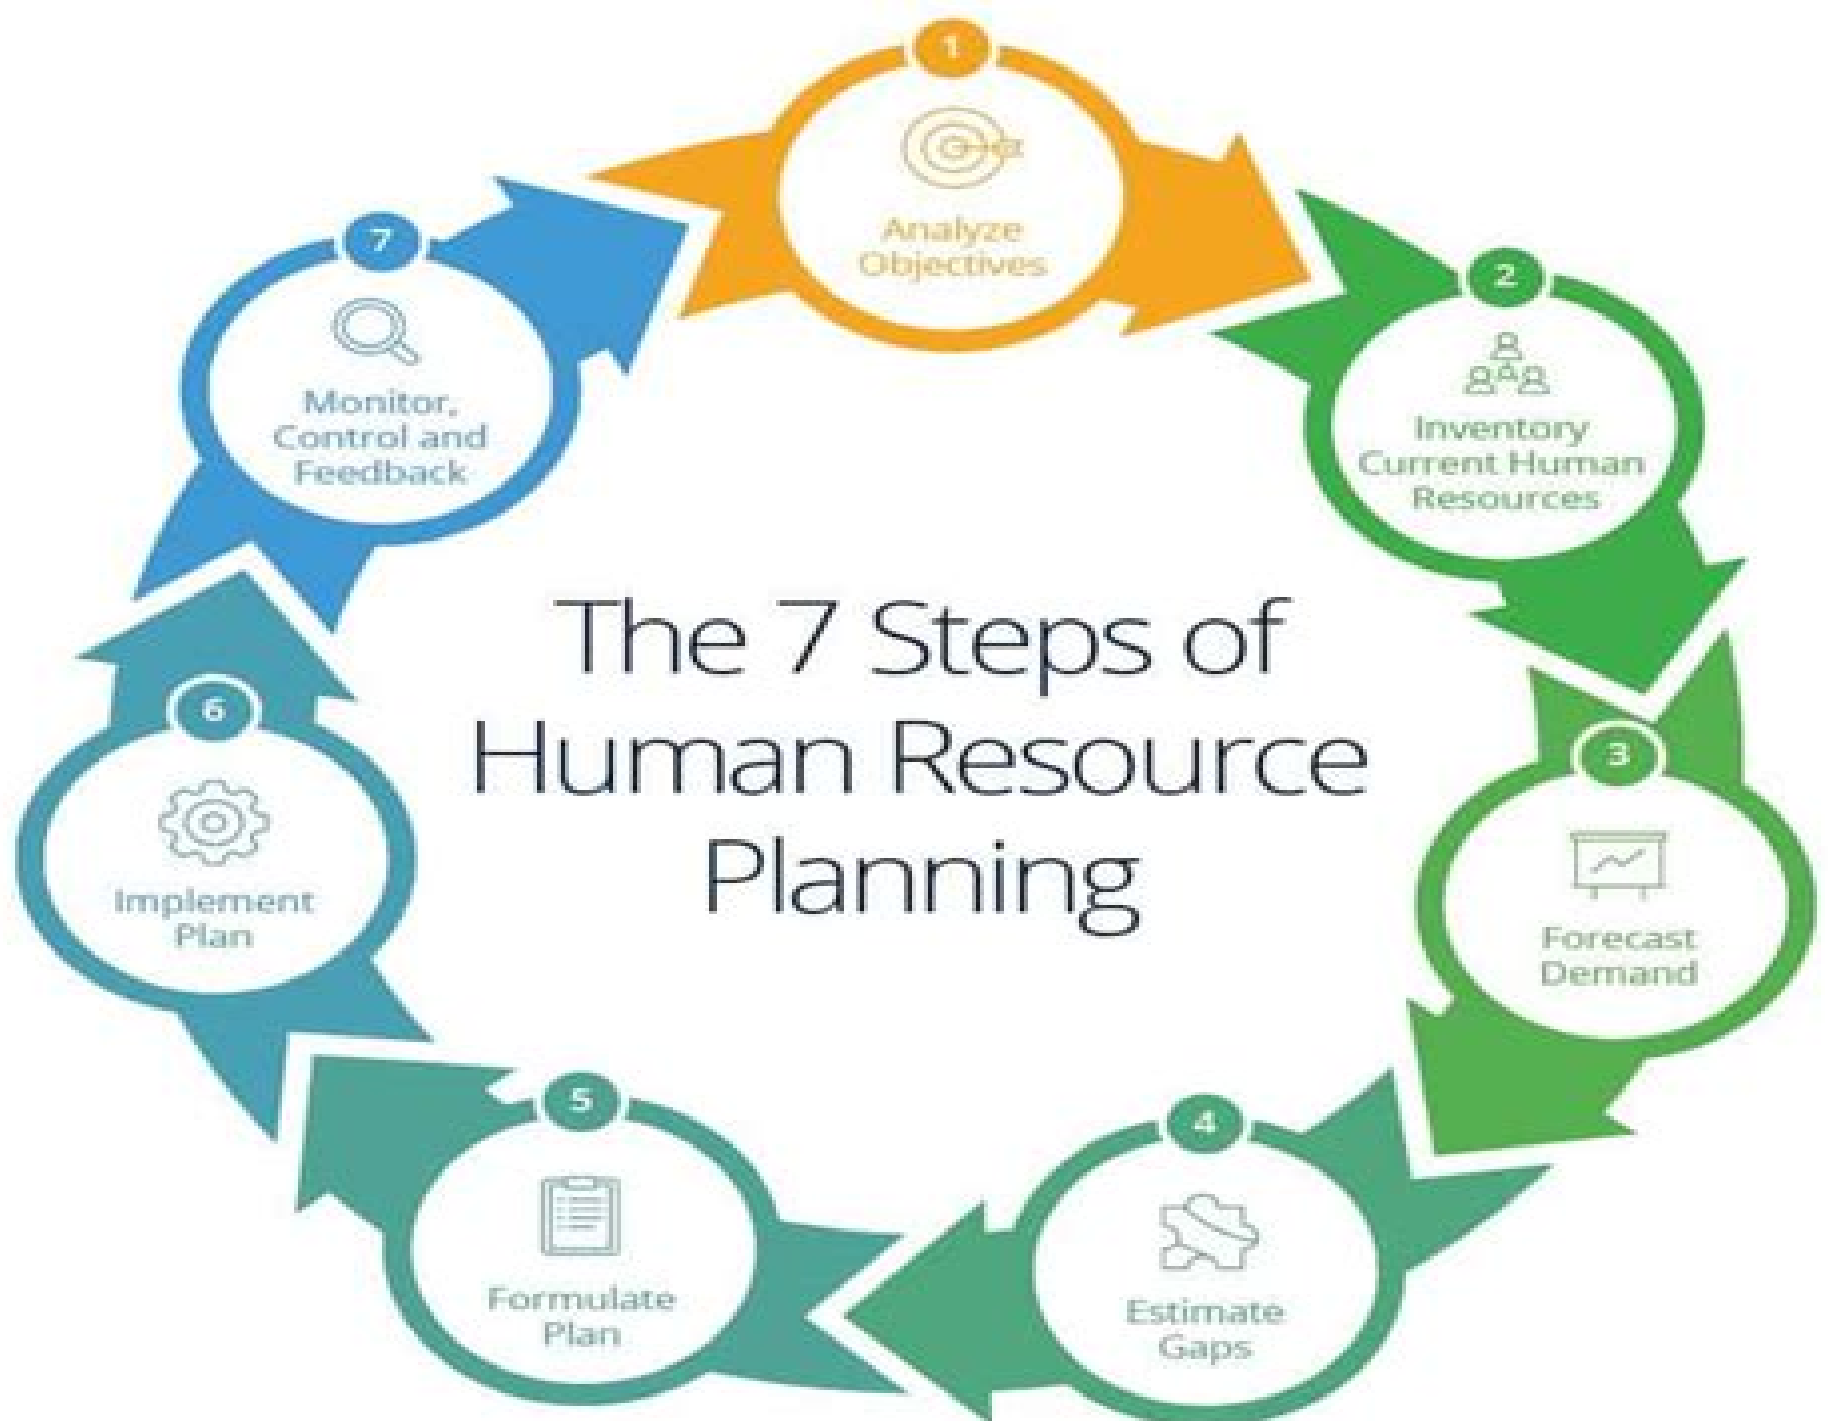 The 7 Steps of
Human Resource
Planning
1
Analyze
Objectives
2
Inventory
Current Human
Resources
3
Forecast
Demand
4
Estimate
Gaps
5
Formulate
Plan
6
Implement
Plan
7
Monitor,
Control and
Feedback